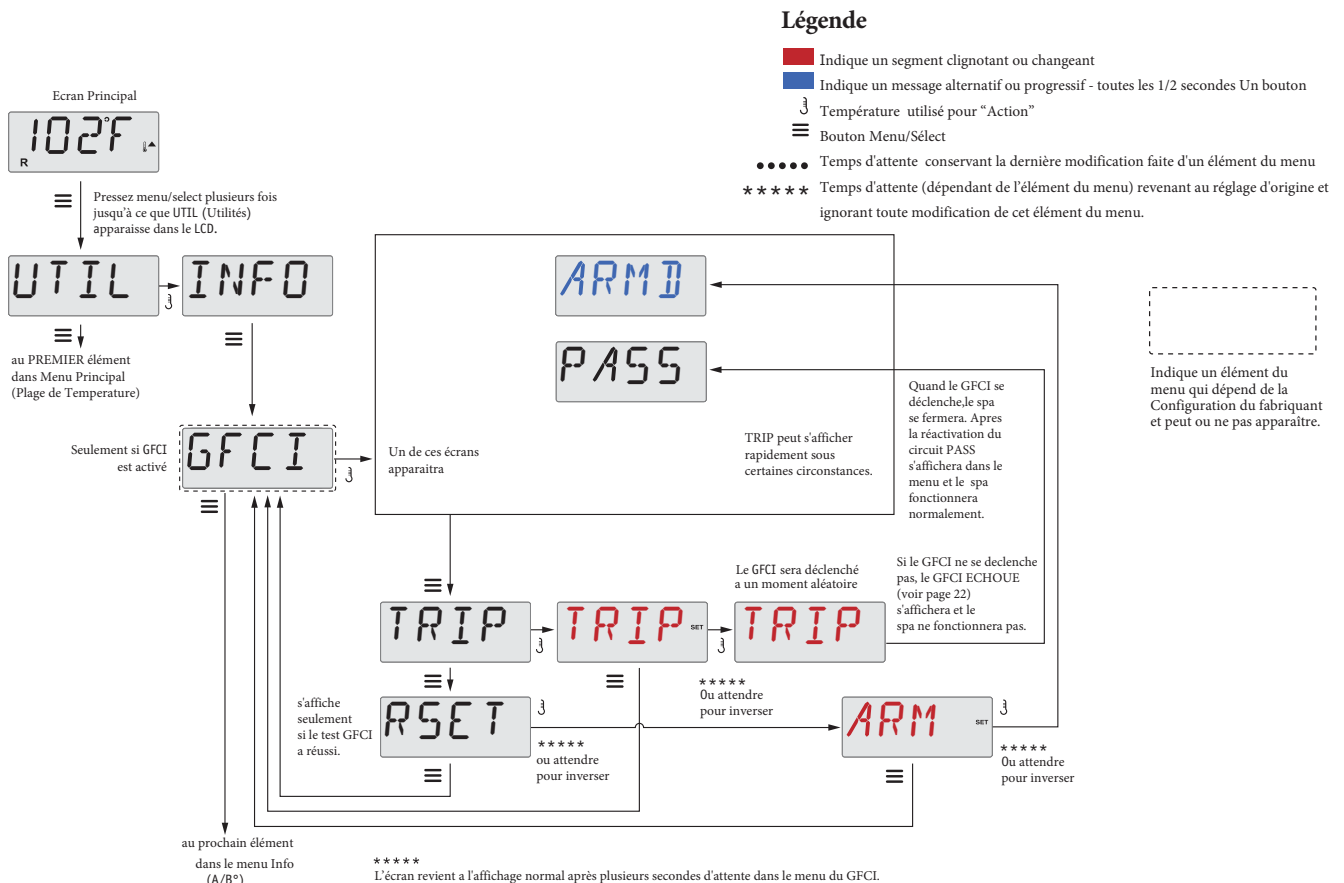 Légende
Indique un segment clignotant ou changeant
Indique un message alternatif ou progressif - toutes les 1/2 secondes Un bouton
Température utilisé pour “Action”
Bouton Menu/Séléct
••••• Temps d'attente conservant la dernière modification faite d'un élément du menu
***** Temps d'attente (dépendant de l’élément du menu) revenant au réglage d'origine et
ignorant toute modification de cet élément du menu.
Ecran Principal
102°F
R
Pressez menu/select plusieurs fois
jusqu'à ce que UTIL (Utilités)
apparaisse dans le LCD.
UTIL
INFO
au PREMIER élément
dans Menu Principal
(Plage de Temperature)
ARMD
PASS
Indique un élément du
menu qui dépend de la
Configuration du fabriquant
et peut ou ne pas apparaître.
Seulement si GFCI
est activé
GFCI
Un de ces écrans
apparaitra
TRIP peut s'afficher
rapidement sous
certaines circonstances.
Quand le GFCI se
déclenche,le spa
se fermera. Apres
la réactivation du
circuit PASS
s'affichera dans le
menu et le spa
fonctionnera
normalement.
Le GFCI sera déclenché
a un moment aléatoire
Si le GFCI ne se declenche
pas, le GFCI ECHOUE
(voir page 22)
s'affichera et le
spa ne fonctionnera pas.
TRIP
TRIP SET
TRIP
*****
Ou attendre
pour inverser
s'affiche
seulement
si le test GFCI
a réussi.
RSET
*****
ou attendre
pour inverser
ARM SET
*****
Ou attendre
pour inverser
au prochain élément
dans le menu Info
(A/B°)
*****
L'écran revient a l'affichage normal après plusieurs secondes d'attente dans le menu du GFCI.